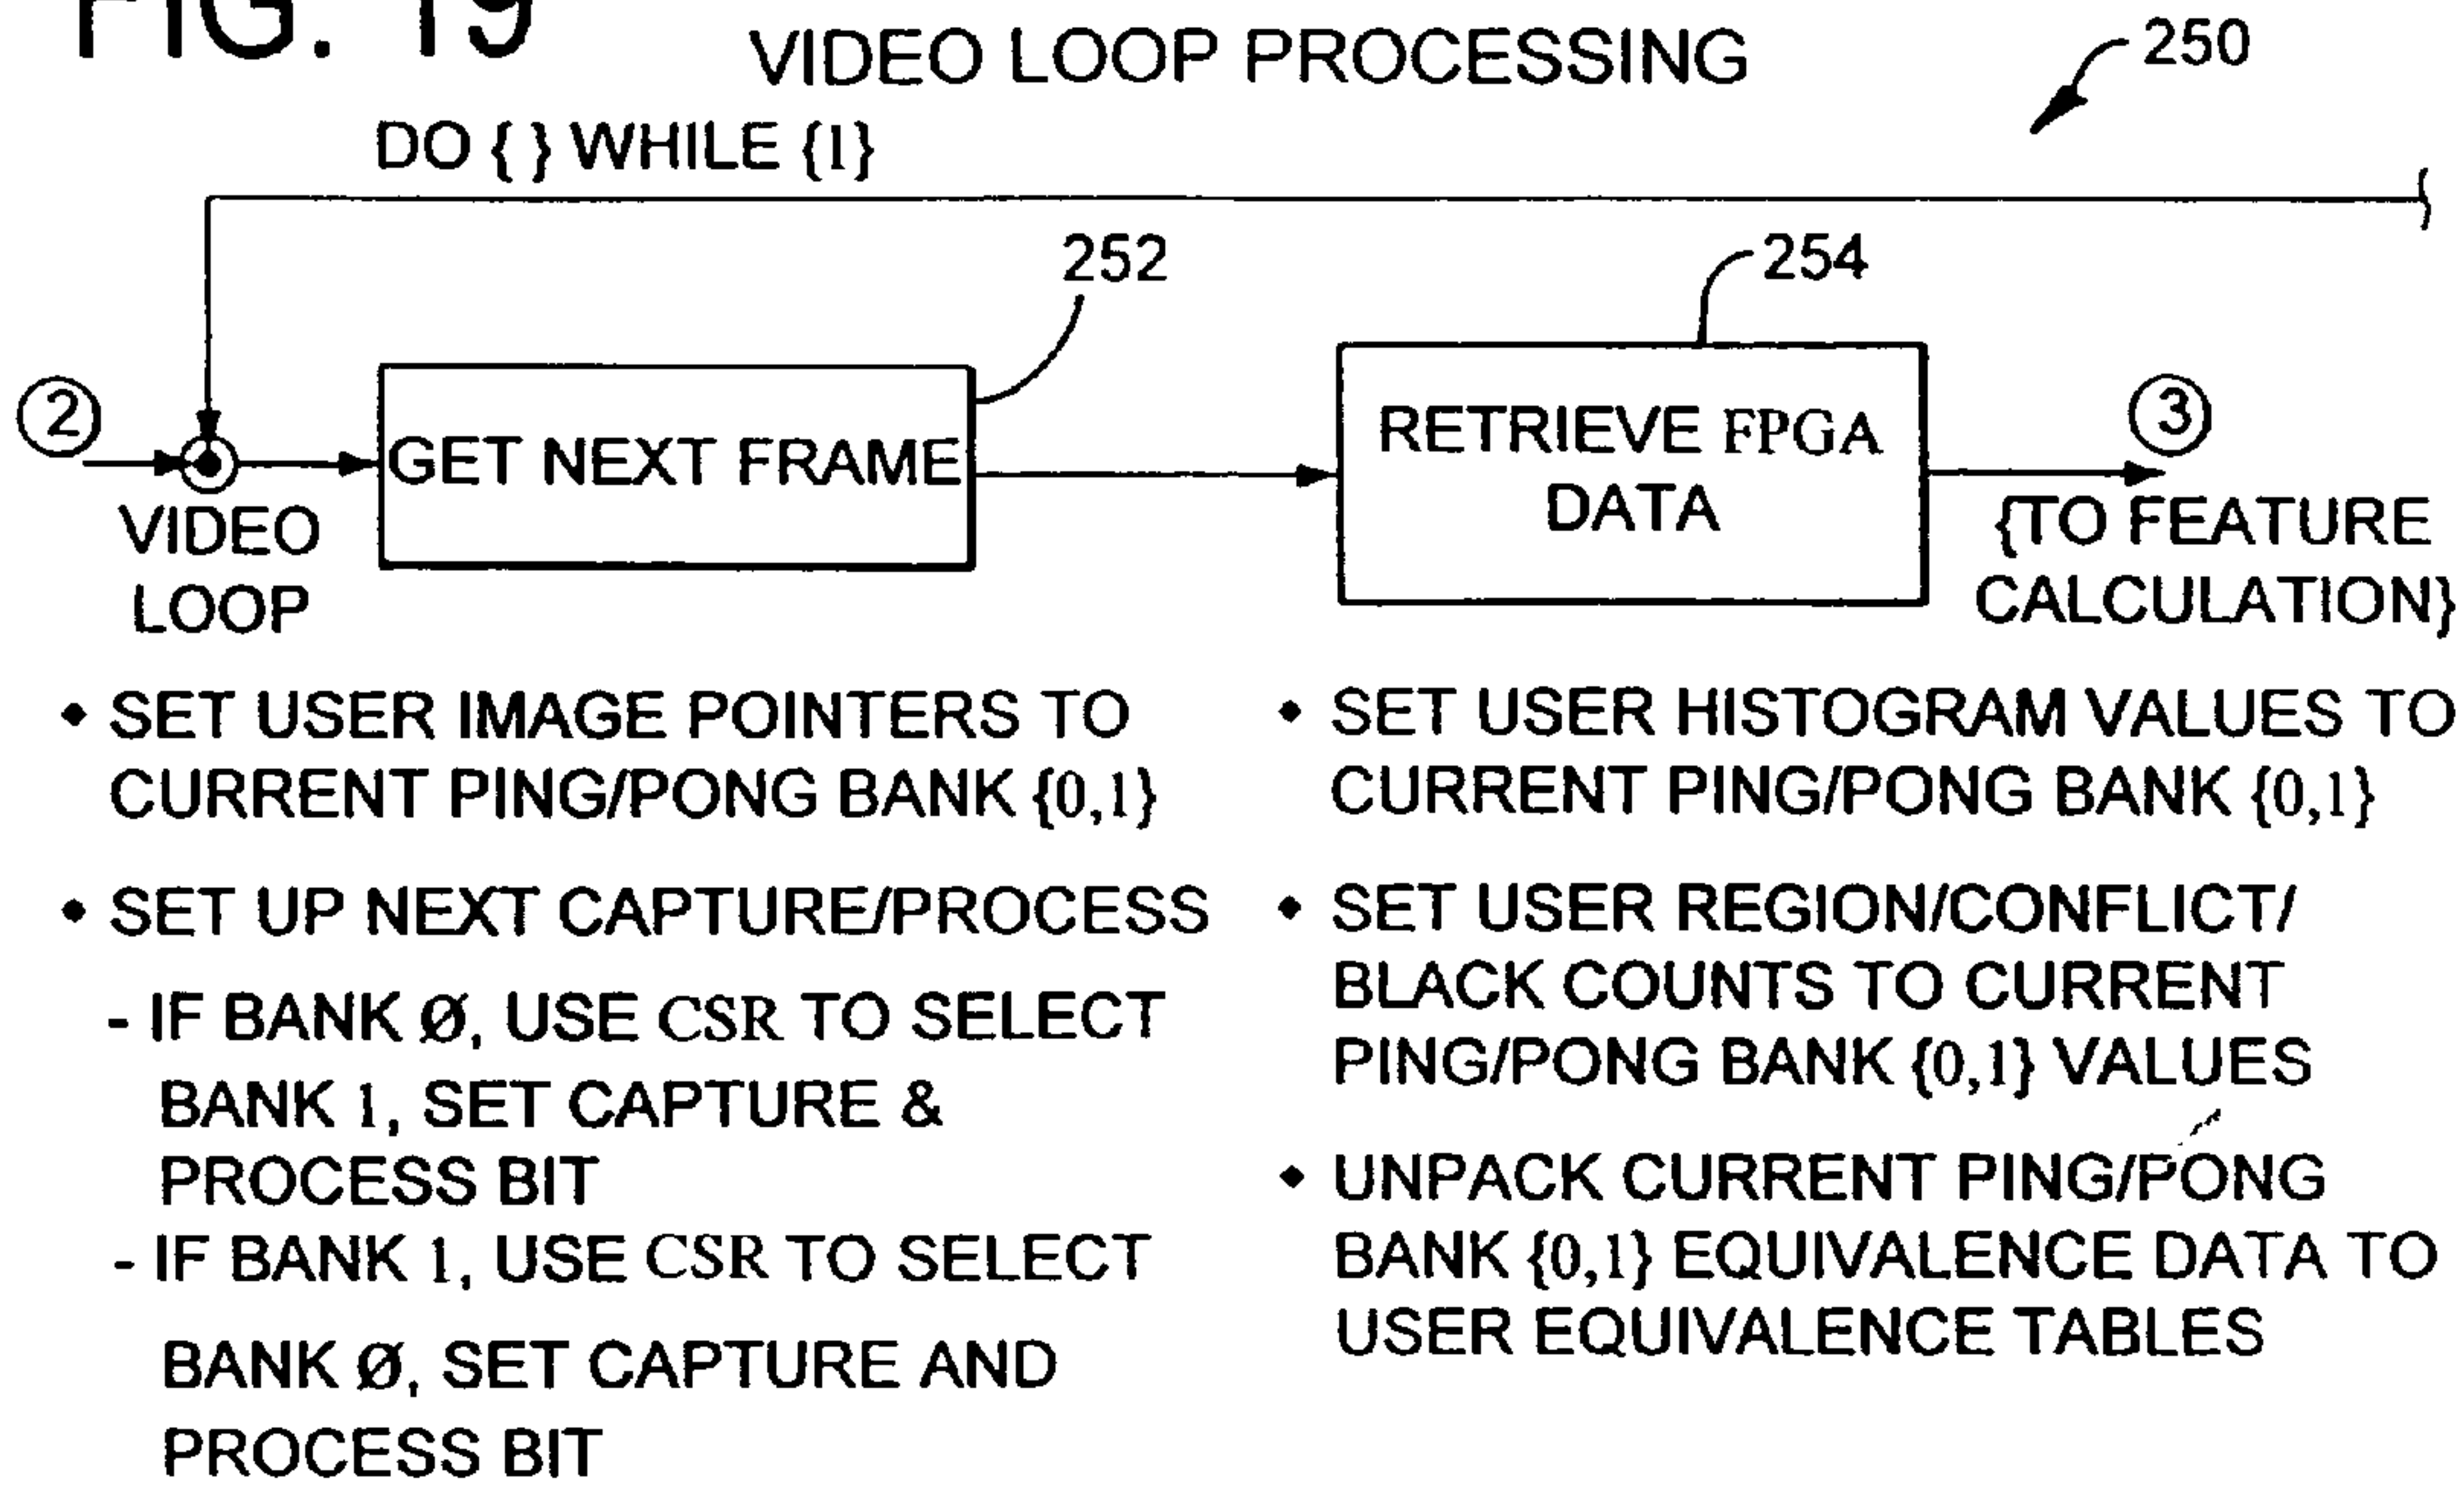 FIG. 19
VIDEO LOOP PROCESSING
250
DO { } WHILE {1}
252
254
2
GET NEXT FRAME
RETRIEVE FPGA
DATA
3
{TO FEATURE
CALCULATION}
VIDEO
LOOP
• SET USER IMAGE POINTERS TO
CURRENT PING/PONG BANK {0,1}
• SET UP NEXT CAPTURE/PROCESS
- IF BANK Ø, USE CSR TO SELECT
BANK 1, SET CAPTURE &
PROCESS BIT
- IF BANK 1, USE CSR TO SELECT
BANK Ø, SET CAPTURE AND
PROCESS BIT
• SET USER HISTOGRAM VALUES TO
CURRENT PING/PONG BANK {0,1}
• SET USER REGION/CONFLICT/
BLACK COUNTS TO CURRENT
PING/PONG BANK {0,1} VALUES
• UNPACK CURRENT PING/PONG
BANK {0,1} EQUIVALENCE DATA TO
USER EQUIVALENCE TABLES